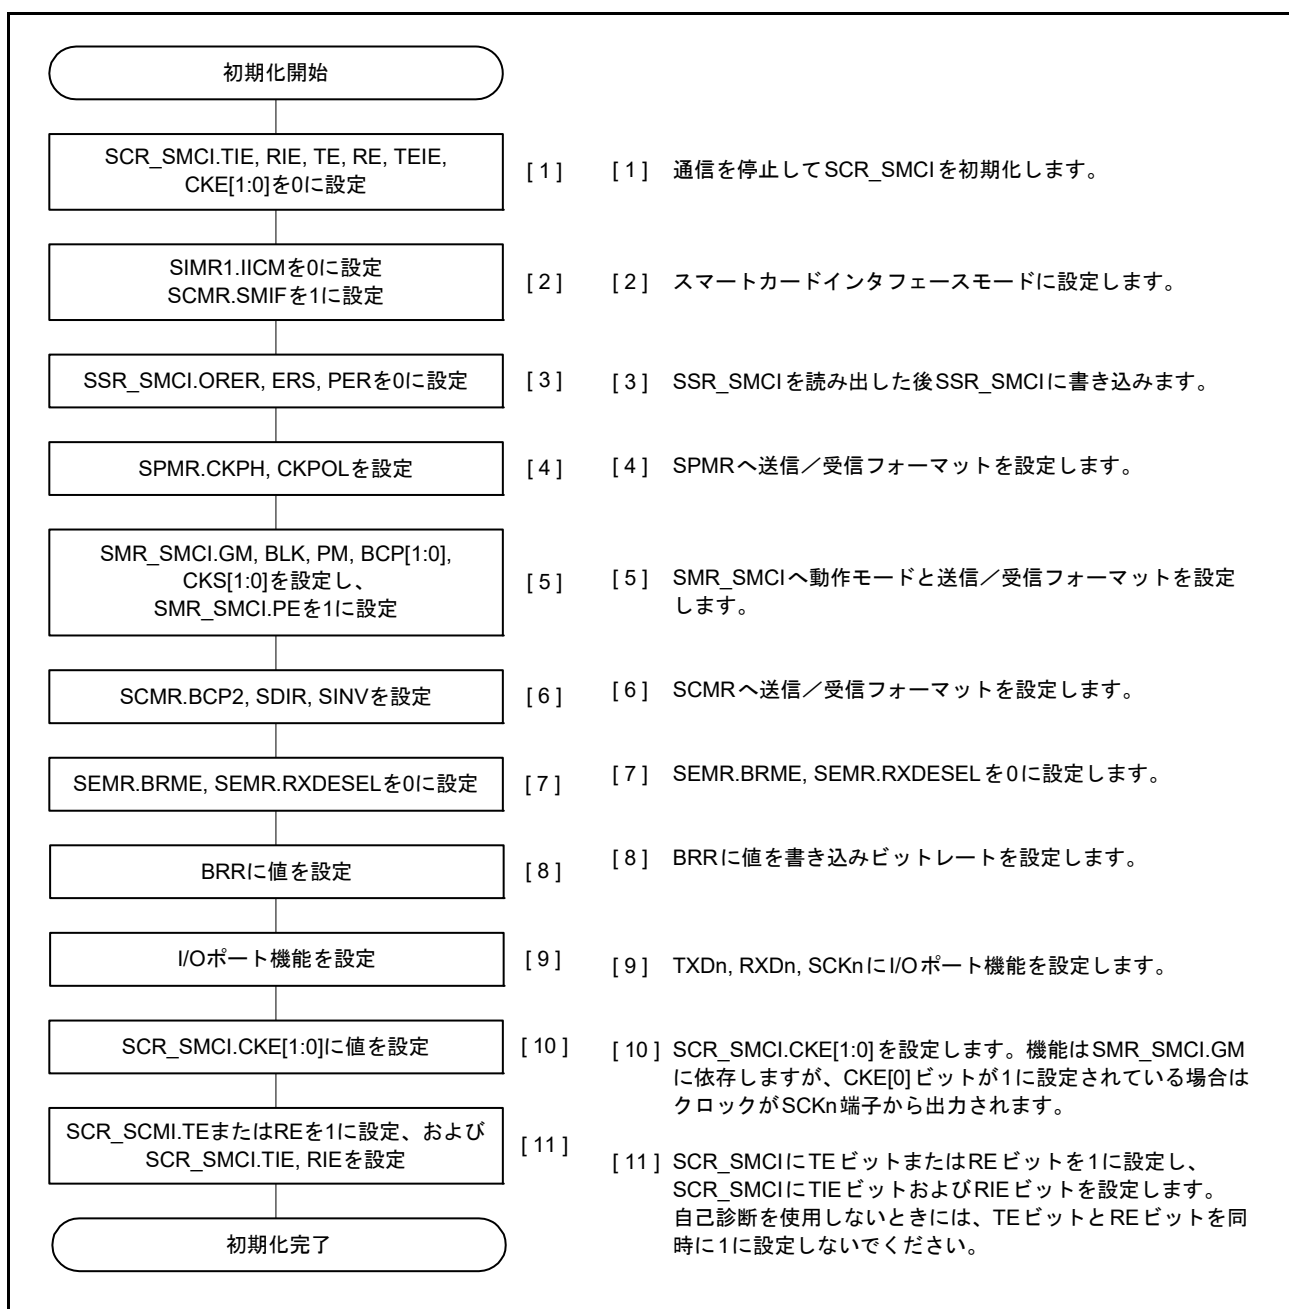 初期化開始
SCR_SMCI.TIE, RIE, TE, RE, TEIE,
CKE[1:0]を0に設定
[ 1 ]
[ 1 ] 通信を停止してSCR_SMCIを初期化します。
SIMR1.IICMを0に設定
SCMR.SMIFを1に設定
[ 2 ]
[ 2 ] スマートカードインタフェースモードに設定します。
SSR_SMCI.ORER, ERS, PERを0に設定
[ 3 ]
[ 3 ] SSR_SMCIを読み出した後SSR_SMCIに書き込みます。
SPMR.CKPH, CKPOLを設定
[ 4 ]
[ 4 ] SPMRへ送信／受信フォーマットを設定します。
SMR_SMCI.GM, BLK, PM, BCP[1:0],
CKS[1:0]を設定し、
SMR_SMCI.PEを1に設定
[ 5 ]
[ 5 ] SMR_SMCIへ動作モードと送信／受信フォーマットを設定
します。
SCMR.BCP2, SDIR, SINVを設定
[ 6 ]
[ 6 ] SCMRへ送信／受信フォーマットを設定します。
SEMR.BRME, SEMR.RXDESELを0に設定
[ 7 ]
[ 7 ] SEMR.BRME, SEMR.RXDESELを0に設定します。
BRRに値を設定
[ 8 ]
[ 8 ] BRRに値を書き込みビットレートを設定します。
I/Oポート機能を設定
[ 9 ]
[ 9 ] TXDn, RXDn, SCKnにI/Oポート機能を設定します。
SCR_SMCI.CKE[1:0]に値を設定
[ 10 ]
[ 10 ] SCR_SMCI.CKE[1:0]を設定します。機能はSMR_SMCI.GM
に依存しますが、CKE[0]ビットが1に設定されている場合は
クロックがSCKn端子から出力されます。
SCR_SCMI.TEまたはREを1に設定、および
SCR_SMCI.TIE, RIEを設定
[ 11 ]
[ 11 ] SCR_SMCIにTEビットまたはREビットを1に設定し、
SCR_SMCIにTIEビットおよびRIEビットを設定します。
自己診断を使用しないときには、TEビットとREビットを同
時に1に設定しないでください。
初期化完了